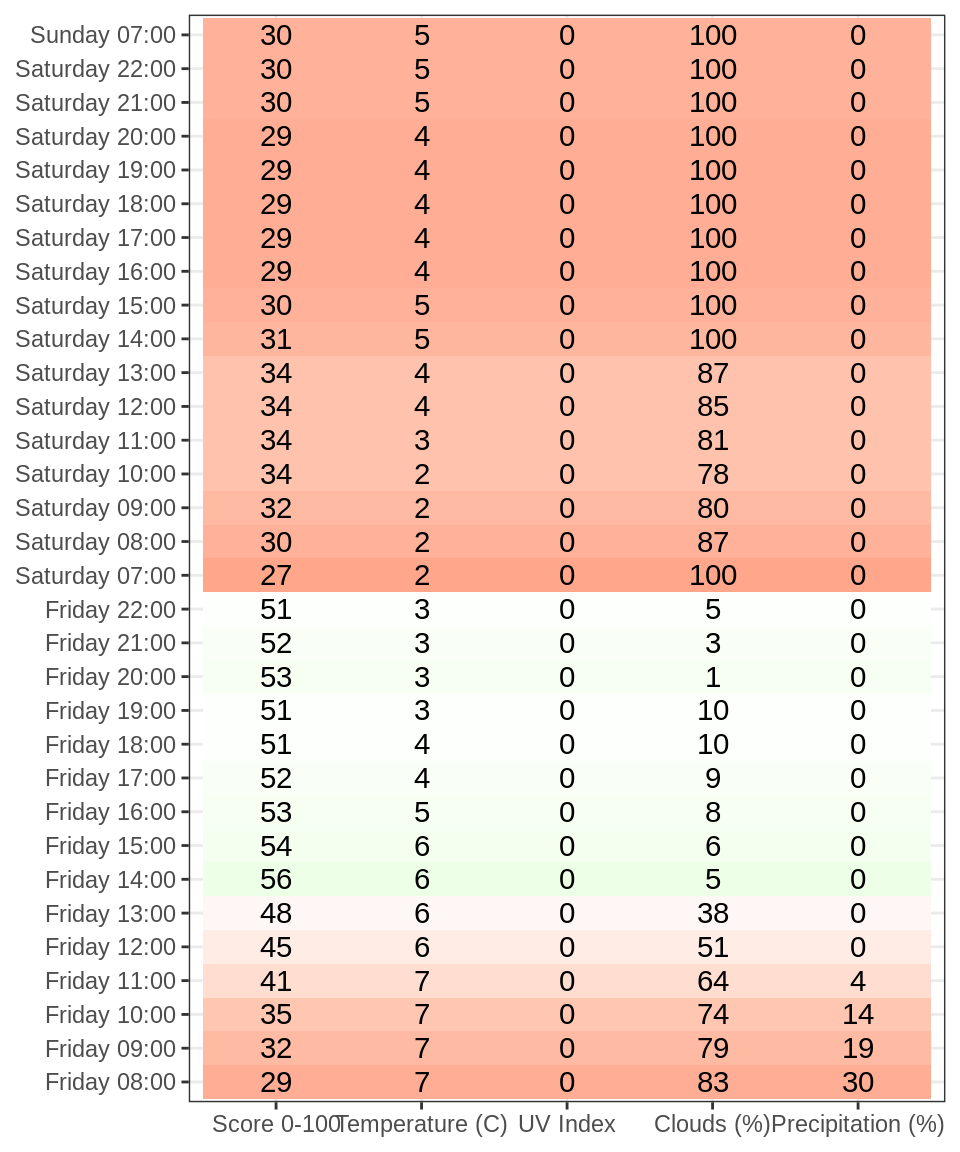 Sunday 07:00 30 5 0 100 0
Saturday 22:00 30 5 0 100 0
Saturday 21:00 30 5 0 100 0
Saturday 20:00 29 4 0 100 0
Saturday 19:00 29 4 0 100 0
Saturday 18:00 29 4 0 100 0
Saturday 17:00 29 4 0 100 0
Saturday 16:00 29 4 0 100 0
Saturday 15:00 30 5 0 100 0
Saturday 14:00 31 5 0 100 0
Saturday 13:00 34 4 0 87 0
Saturday 12:00 34 4 0 85 0
Saturday 11:00 34 3 0 81 0
Saturday 10:00 34 2 0 78 0
Saturday 09:00 32 2 0 80 0
Saturday 08:00 30 2 0 87 0
Saturday 07:00 27 2 0 100 0
Friday 22:00 51 3 0 5 0
Friday 21:00 52 3 0 3 0
Friday 20:00 53 3 0 1 0
Friday 19:00 51 3 0 10 0
Friday 18:00 51 4 0 10 0
Friday 17:00 52 4 0 9 0
Friday 16:00 53 5 0 8 0
Friday 15:00 54 6 0 6 0
Friday 14:00 56 6 0 5 0
Friday 13:00 48 6 0 38 0
Friday 12:00 45 6 0 51 0
Friday 11:00 41 7 0 64 4
Friday 10:00 35 7 0 74 14
Friday 09:00 32 7 0 79 19
Friday 08:00 29 7 0 83 30
Score 0-100 Temperature (C) UV Index Clouds (%) Precipitation (%)